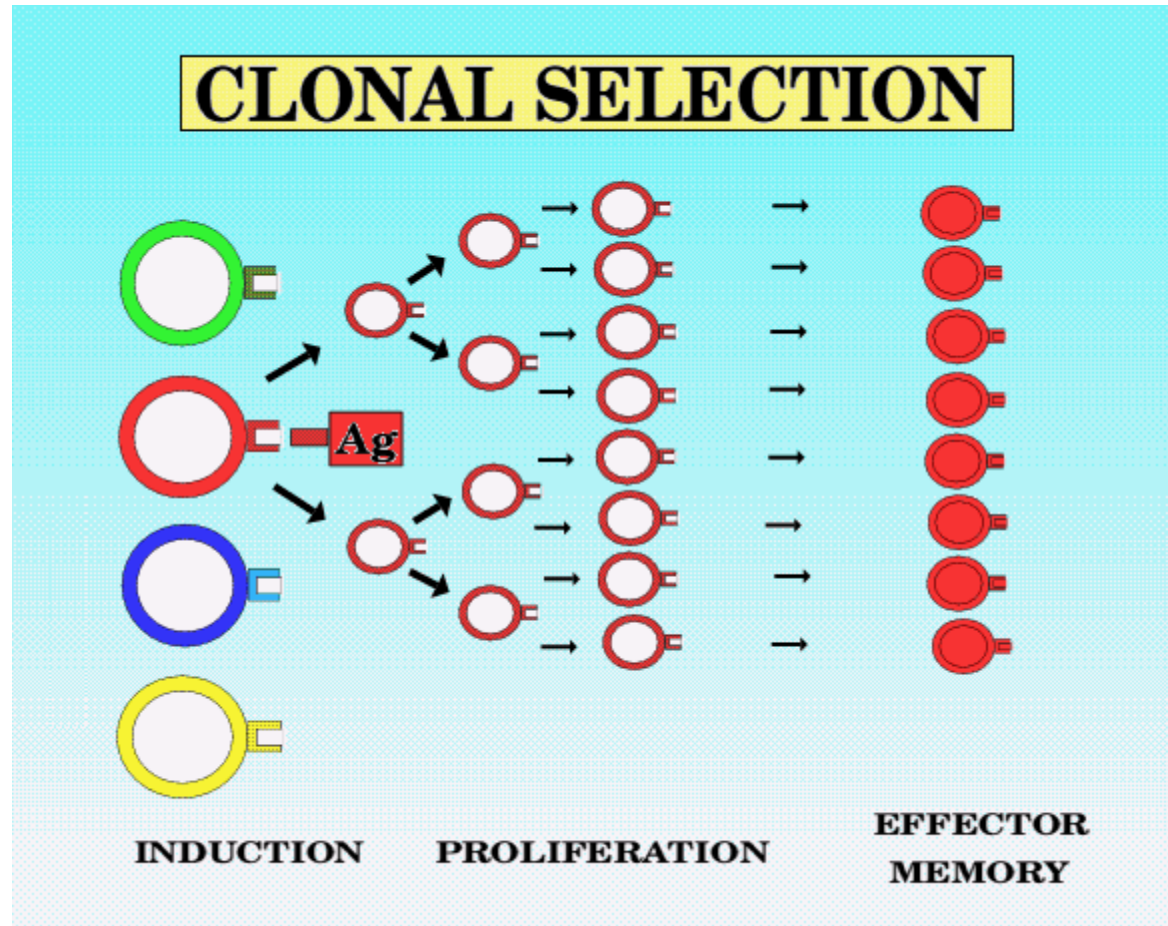 CLONAL SELECTION
Ag
INDUCTION
PROLIFERATION
EFFECTOR
MEMORY